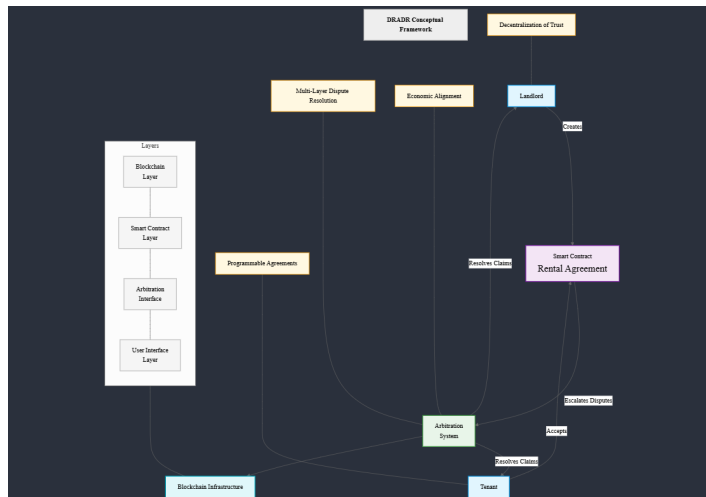 DRADR Conceptual
Framework
Decentralization of Trust
Multi-Layer Dispute
Resolution
Economic Alignment
Landlord
Creates
Layers
Blockchain
Layer
Smart Contract
Layer
Arbitration
Interface
User Interface
Layer
Programmable Agreements
Resolves Claims
Smart Contract
Rental Agreement
Escalates Disputes
Accepts
Arbitration
System
Resolves Claims
Blockchain Infrastructure
Tenant